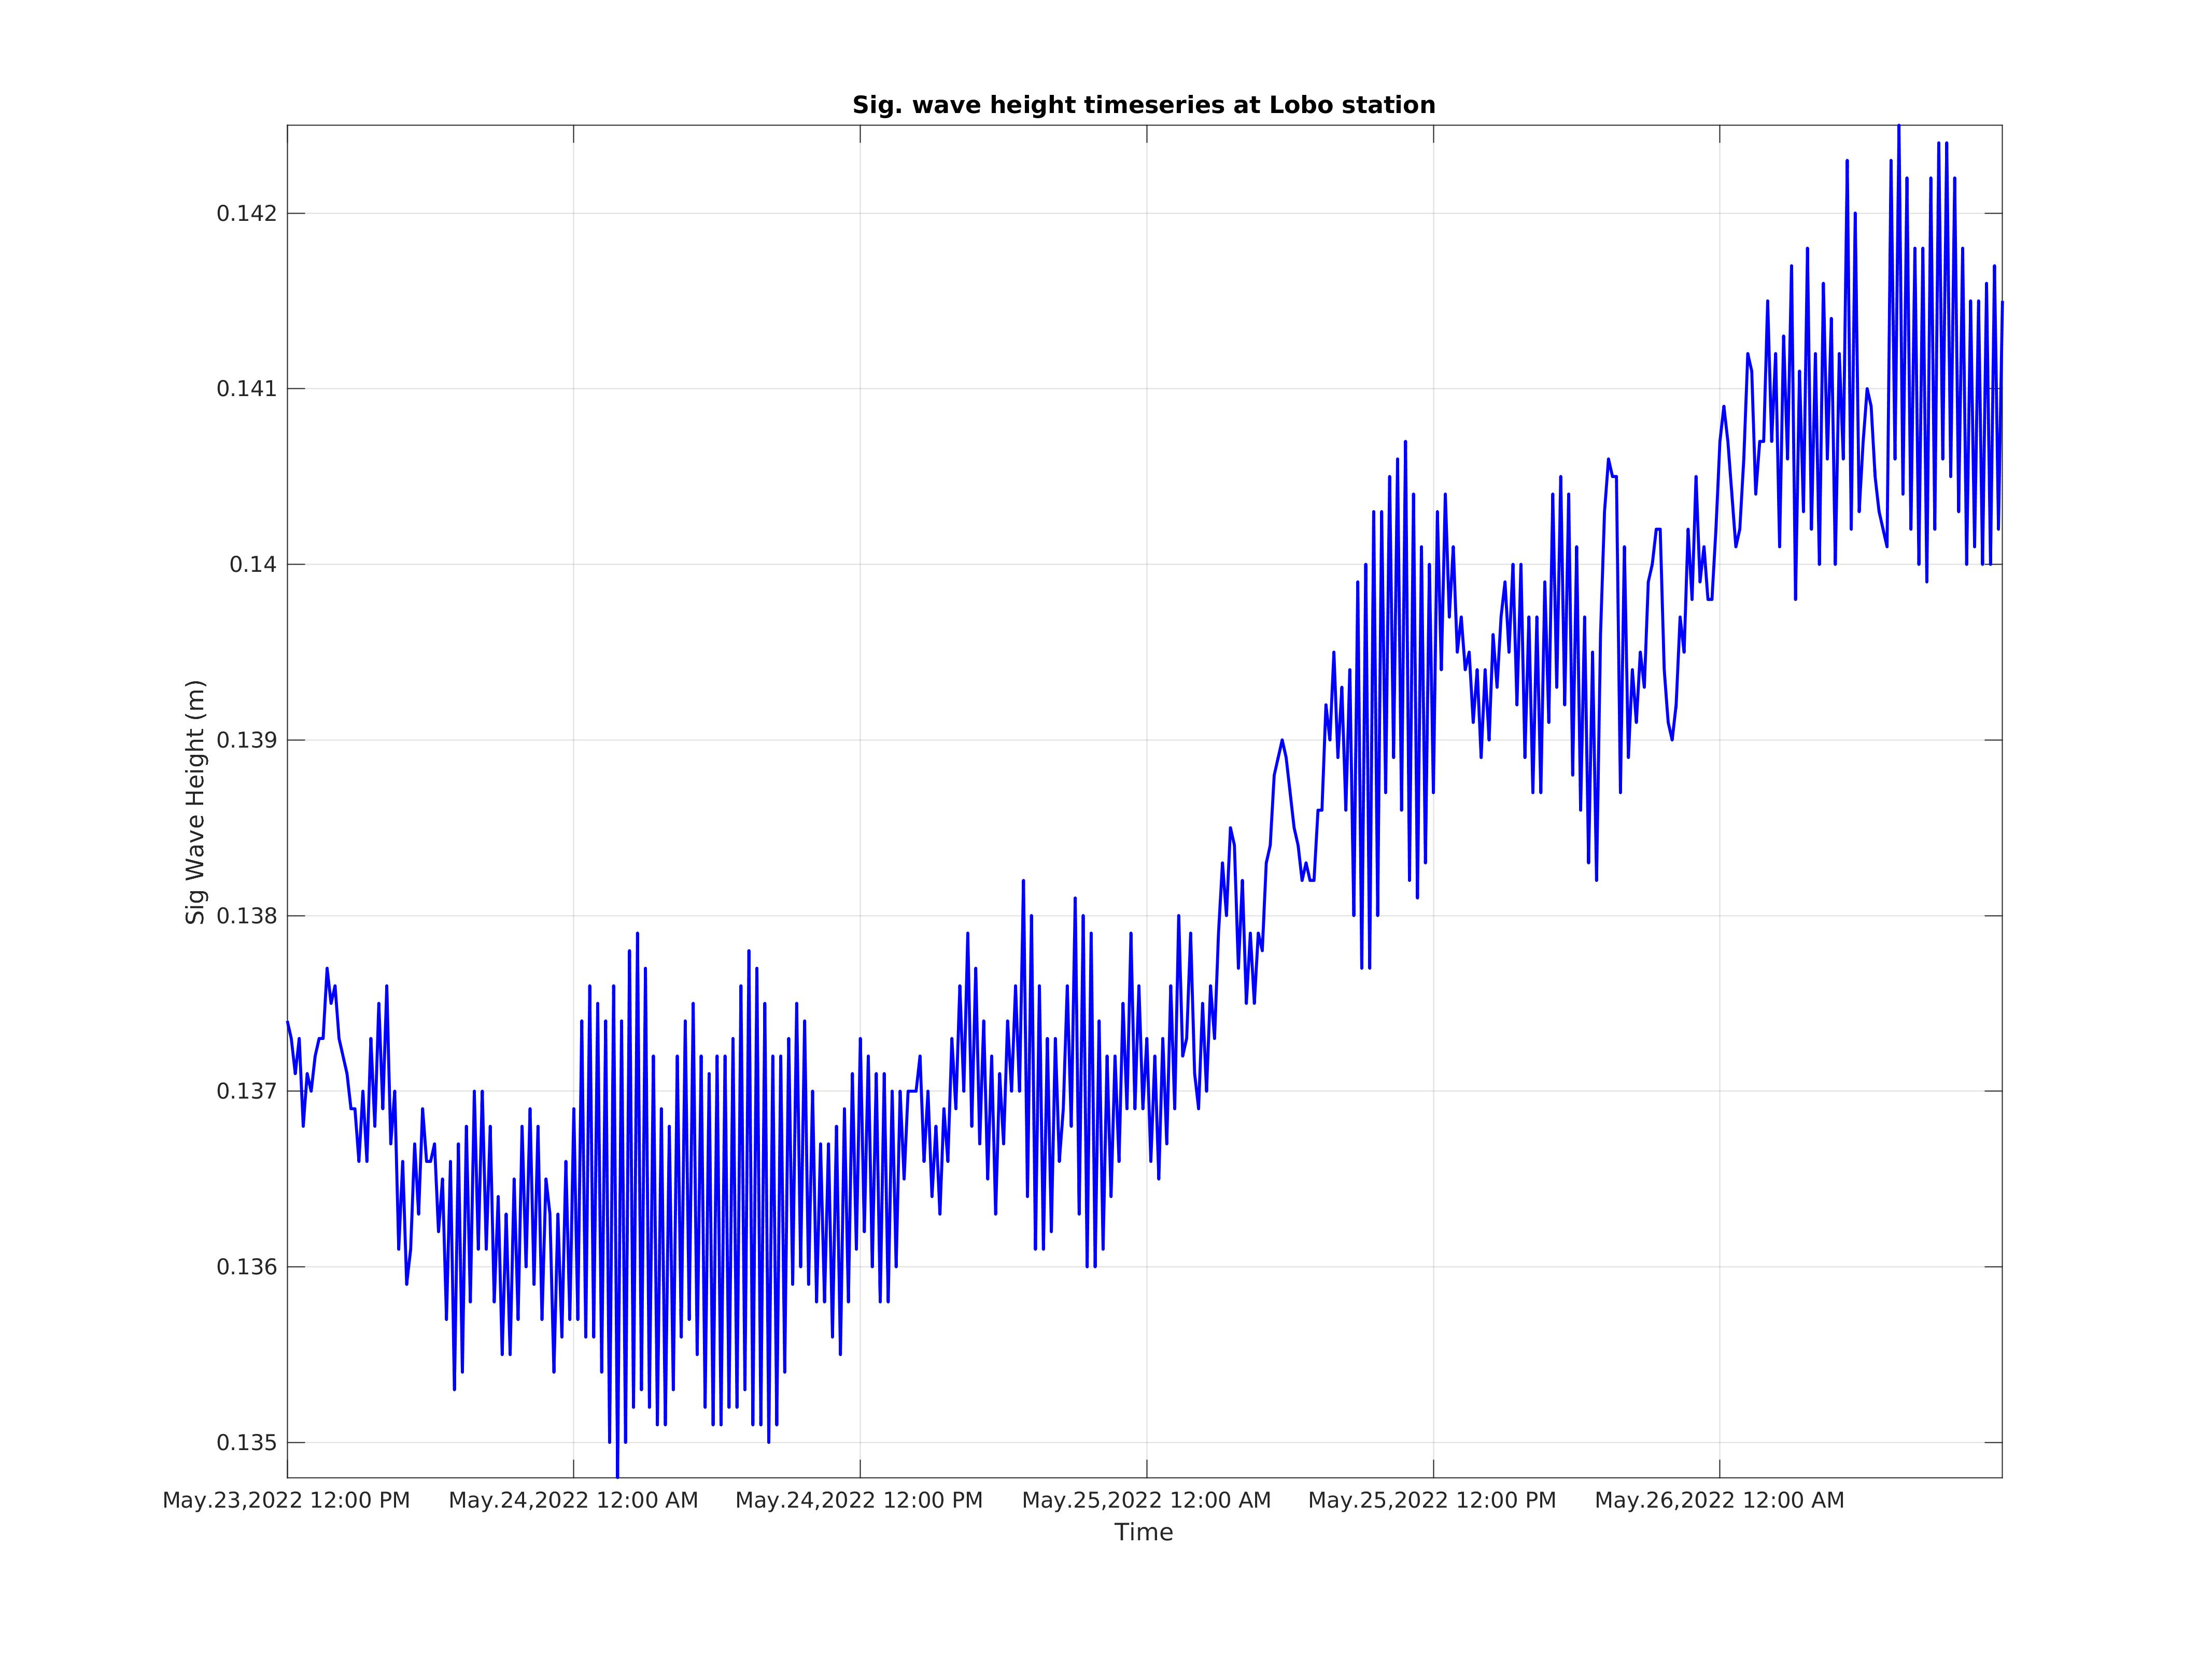 Sig. wave height timeseries at Lobo station
0.142
0.141
0.14
0.139
0.138
0.137
0.136
0.135
Sig Wave Height (m)
May.23,2022 12:00 PM May.24,2022 12:00 AM May.24,2022 12:00 PM May.25,2022 12:00 AM May.25,2022 12:00 PM May.26,2022 12:00 AM
Time